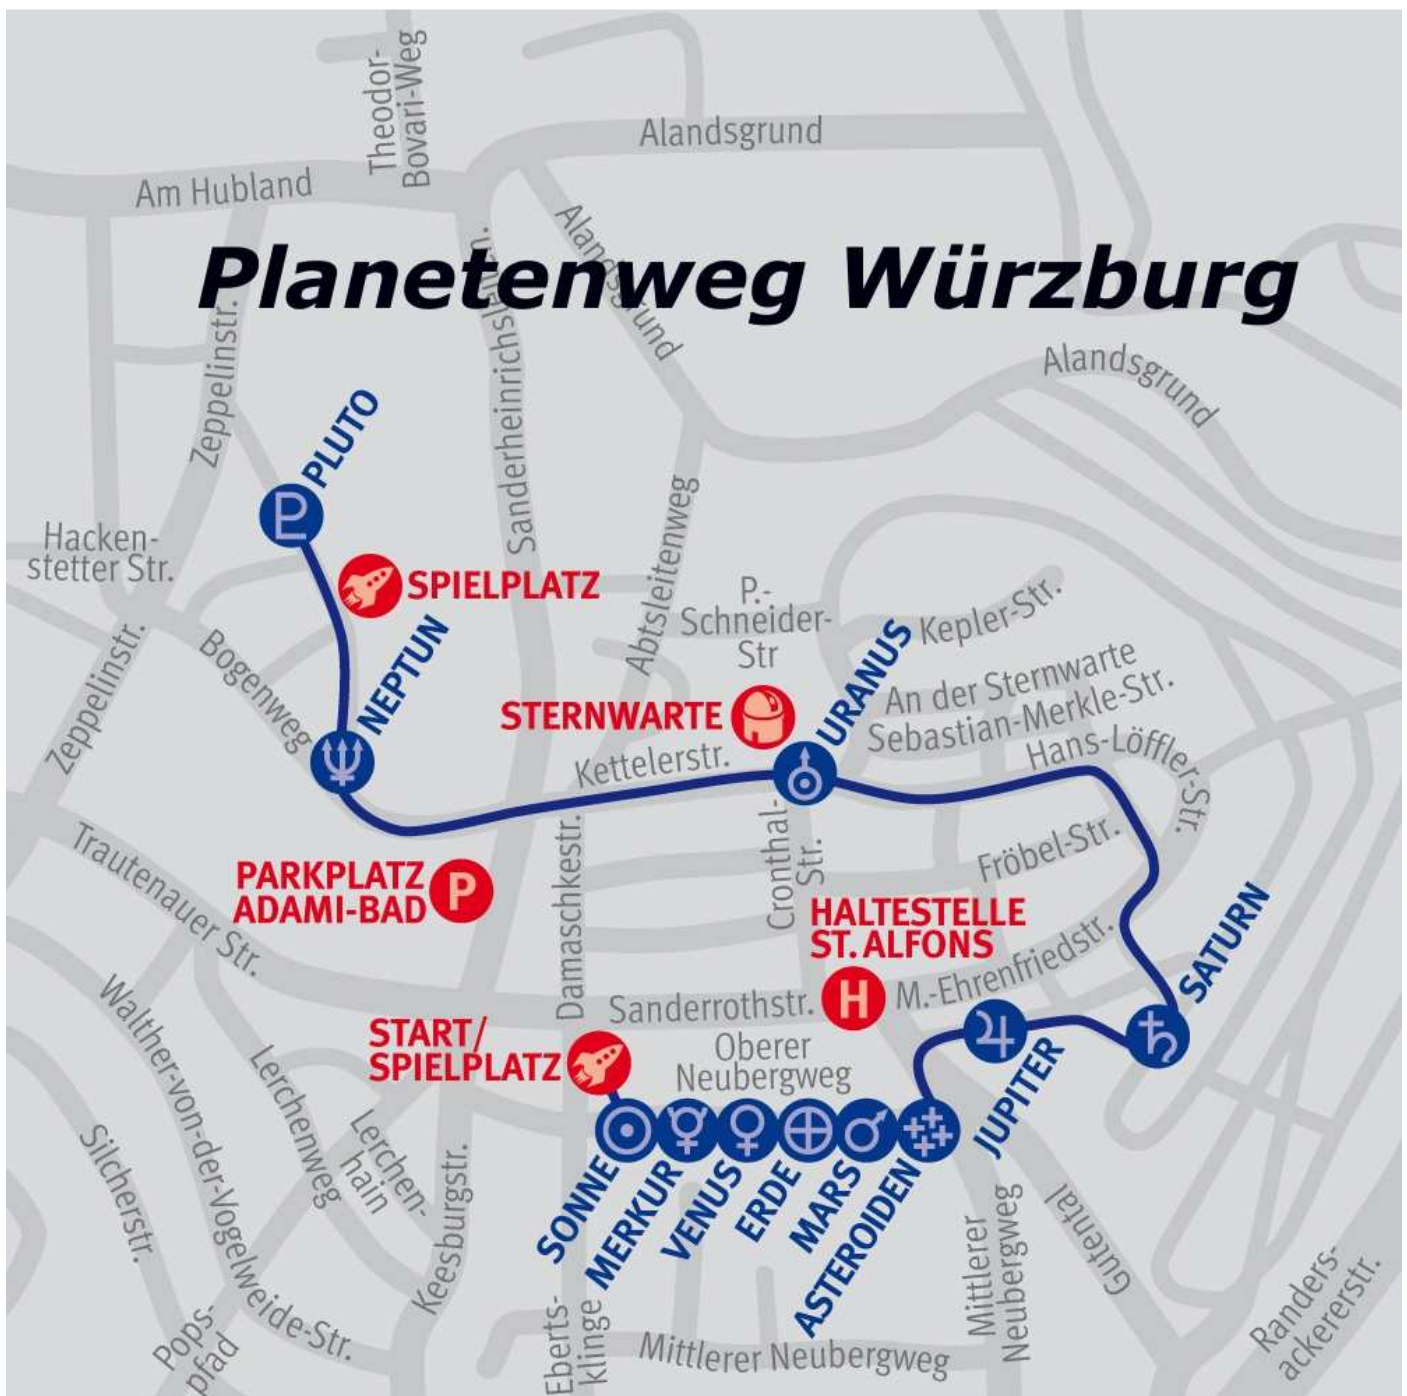 Theodor-
Bovari-Weg
Alandsgrund
Am Hubland
Planetenweg Würzburg
Alandsgrund
Zeppelinstr.
Alandsgrund
PLUTO
Sanderheinrichsleitenn.
Abtsleitenweg
Hacken-
stetter Str.
SPIELPLATZ
P.-
Schneider-
Str
Kepler-Str.
URANUS
NEPTUN
Bogenweg
Zeppelinstr.
An der Sternwarte
Sebastian-Merkle-Str.
STERNWARTE
Hans-Löffler-Str.
Kettelerstr.
Fröbel-Str.
Cronthal-
Str.
Damaschkestr.
Trautenauer Str.
PARKPLATZ
ADAMI-BAD
P
HALTESTELLE
ST. ALFONS
H
SATURN
M.-Ehrenfriedstr.
Sanderrothstr.
START/
SPIELPLATZ
Oberer
Neubergweg
Walther-von-der-Vogelweide-Str.
Lerchenweg
Lerchen-
hain
JUPITER
Silcherstr.
Keesburgstr.
SONNE
MERKUR
VENUS
ERDE
MARS
ASTEROIDEN
Mittlerer
Neubergweg
Gutental
Randers-
ackererstr.
Pops-
pfad
Eberts-
klinge
Mittlerer Neubergweg